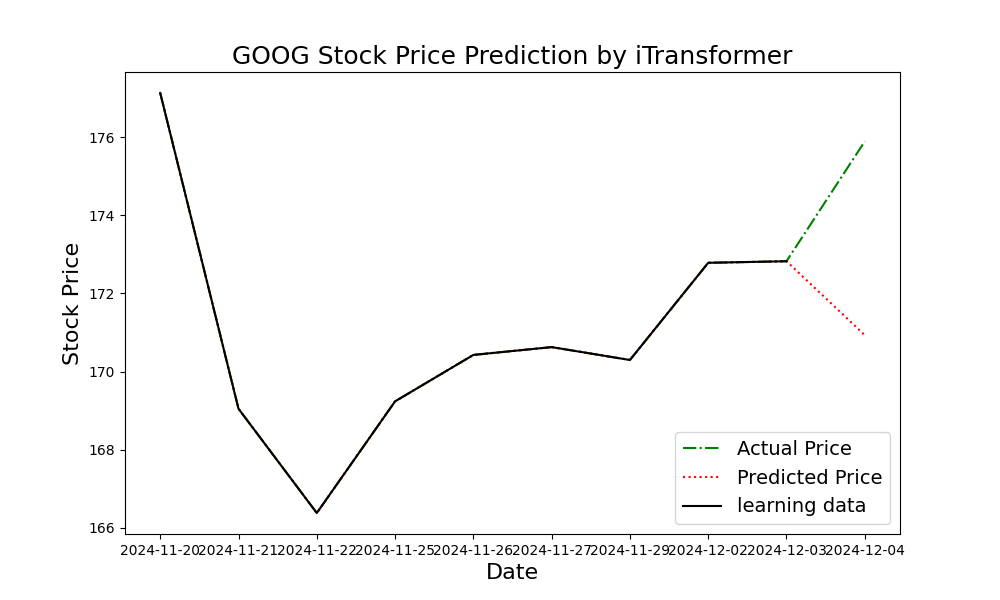 GOOG Stock Price Prediction by iTransformer
Stock Price
176
174
172
170
168
166
Actual Price
Predicted Price
learning data
2024-11-20 2024-11-21 2024-11-22 2024-11-25 2024-11-26 2024-11-27 2024-11-29 2024-12-02 2024-12-03 2024-12-04
Date